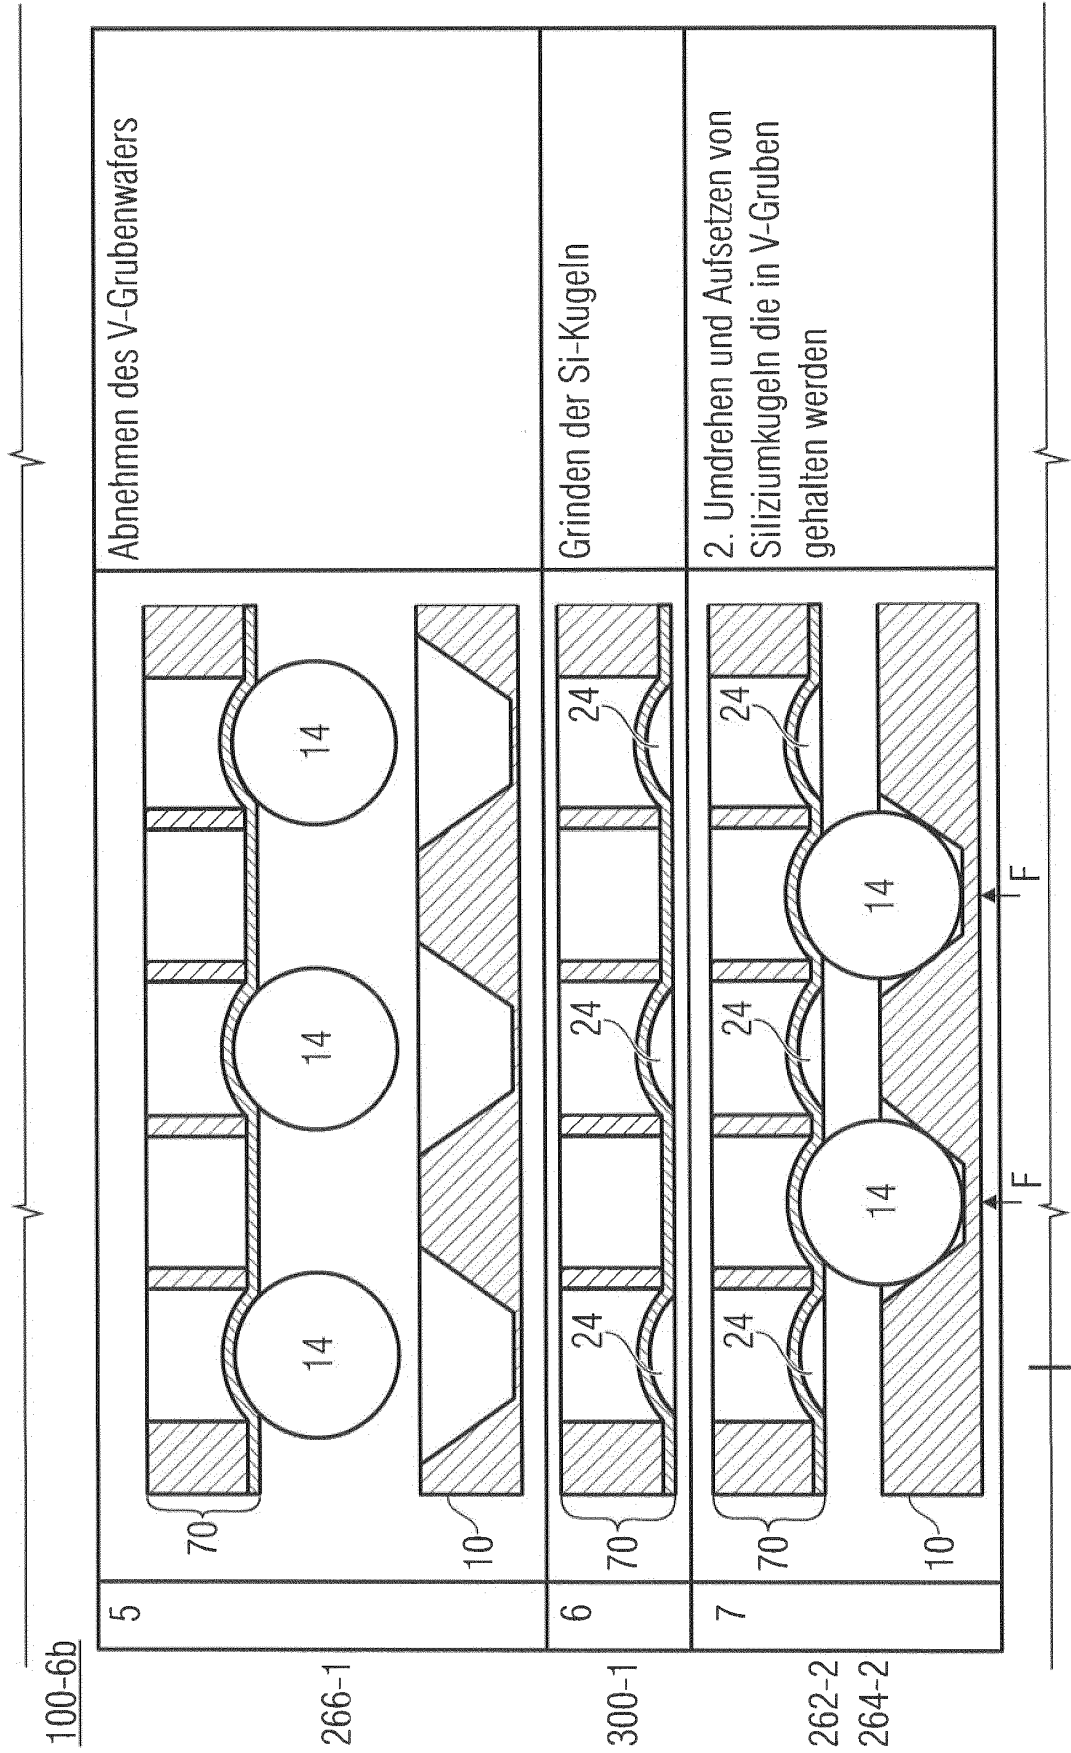 100-6b
5
70
14
14
14
10
Abnehmen des V-Grubenwafers
266-1
6
70
24
24
24
Grinden der Si-Kugeln
300-1
7
70
24
24
24
14
14
10
F
F
2. Umdrehen und Aufsetzen von
Siliziumkugeln die in V-Gruben
gehalten werden
262-2
264-2